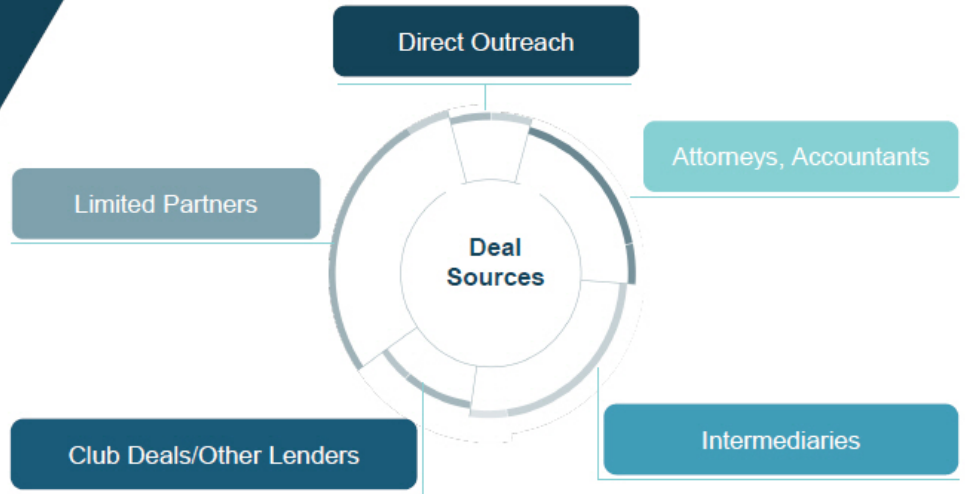 Direct Outreach
Attorneys, Accountants
Limited Partners
Deal
Sources
Club Deals/Other Lenders
Intermediaries